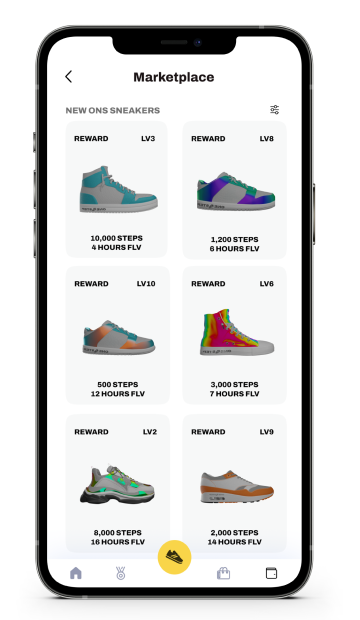 Marketplace
NEW ONS SNEAKERS
REWARD LV3
10,000 STEPS
4 HOURS FLV
REWARD LV8
1,200 STEPS
6 HOURS FLV
REWARD LV10
500 STEPS
12 HOURS FLV
REWARD LV6
3,000 STEPS
7 HOURS FLV
REWARD LV2
8,000 STEPS
16 HOURS FLV
REWARD LV9
2,000 STEPS
14 HOURS FLV